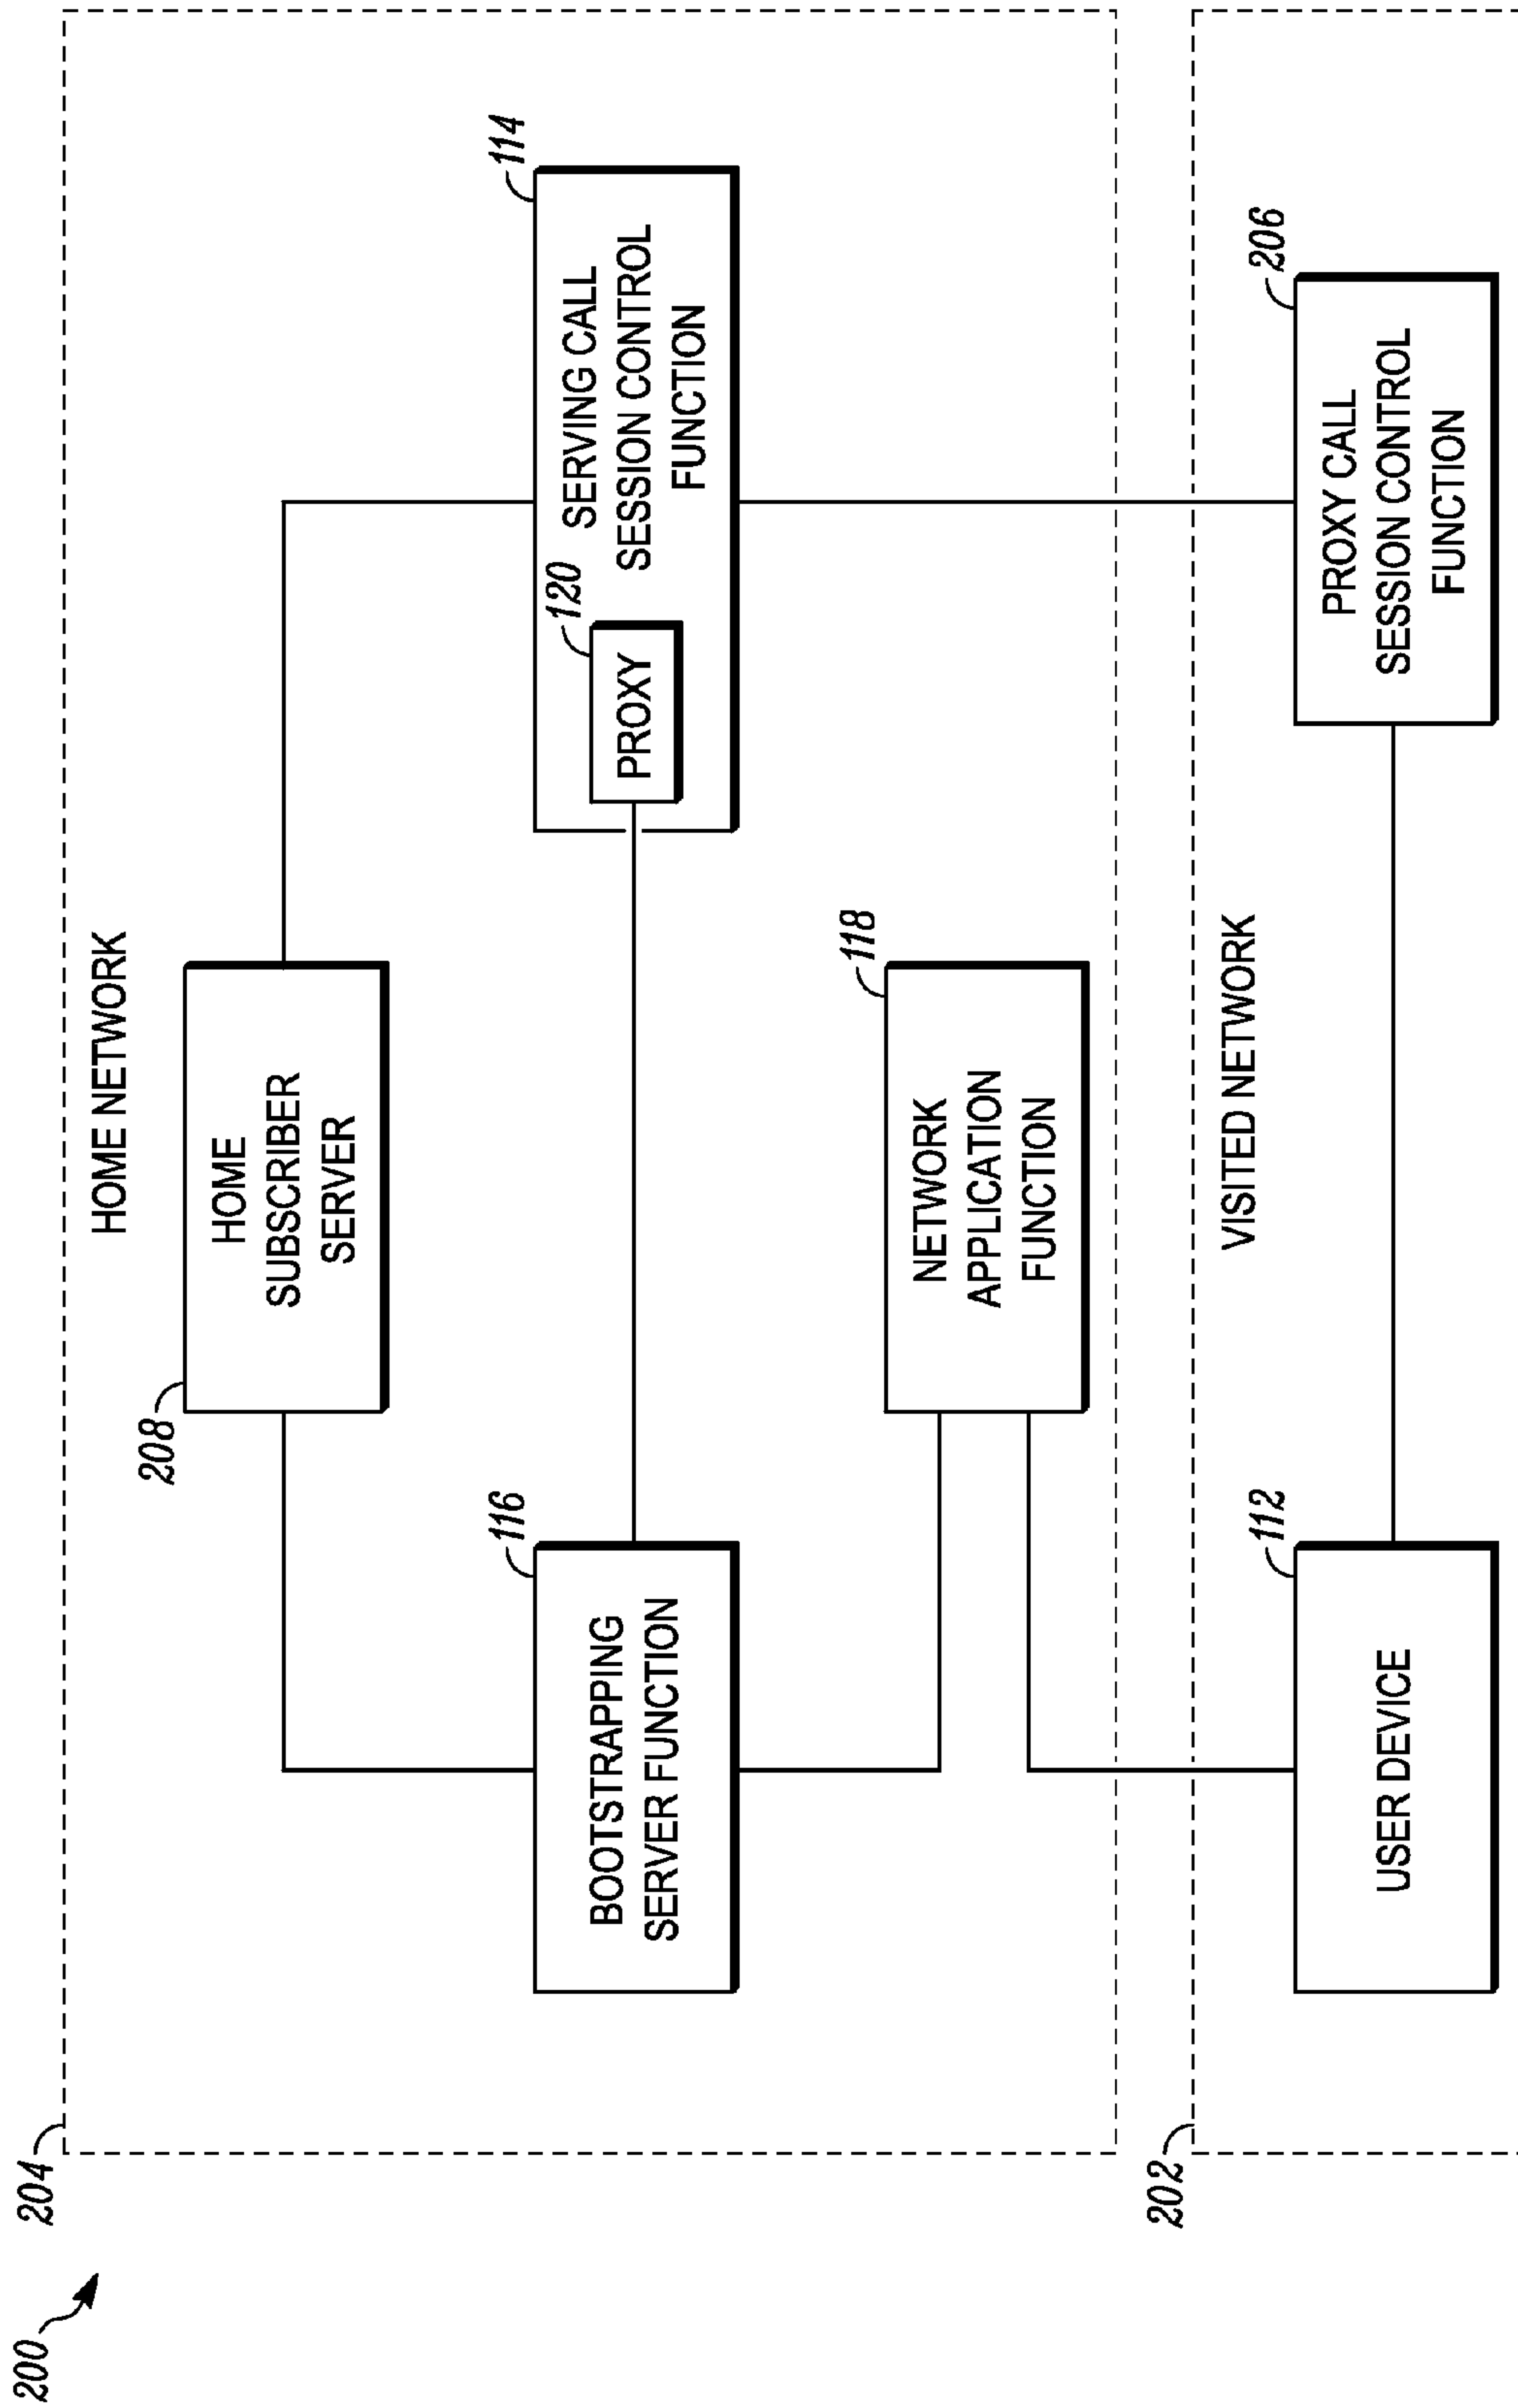 200
204
HOME NETWORK
208
HOME
SUBSCRIBER
SERVER
116
BOOTSTRAPPING
SERVER FUNCTION
114
SERVING CALL
SESSION CONTROL
FUNCTION
120
PROXY
118
NETWORK
APPLICATION
FUNCTION
202
VISITED NETWORK
112
USER DEVICE
206
PROXY CALL
SESSION CONTROL
FUNCTION